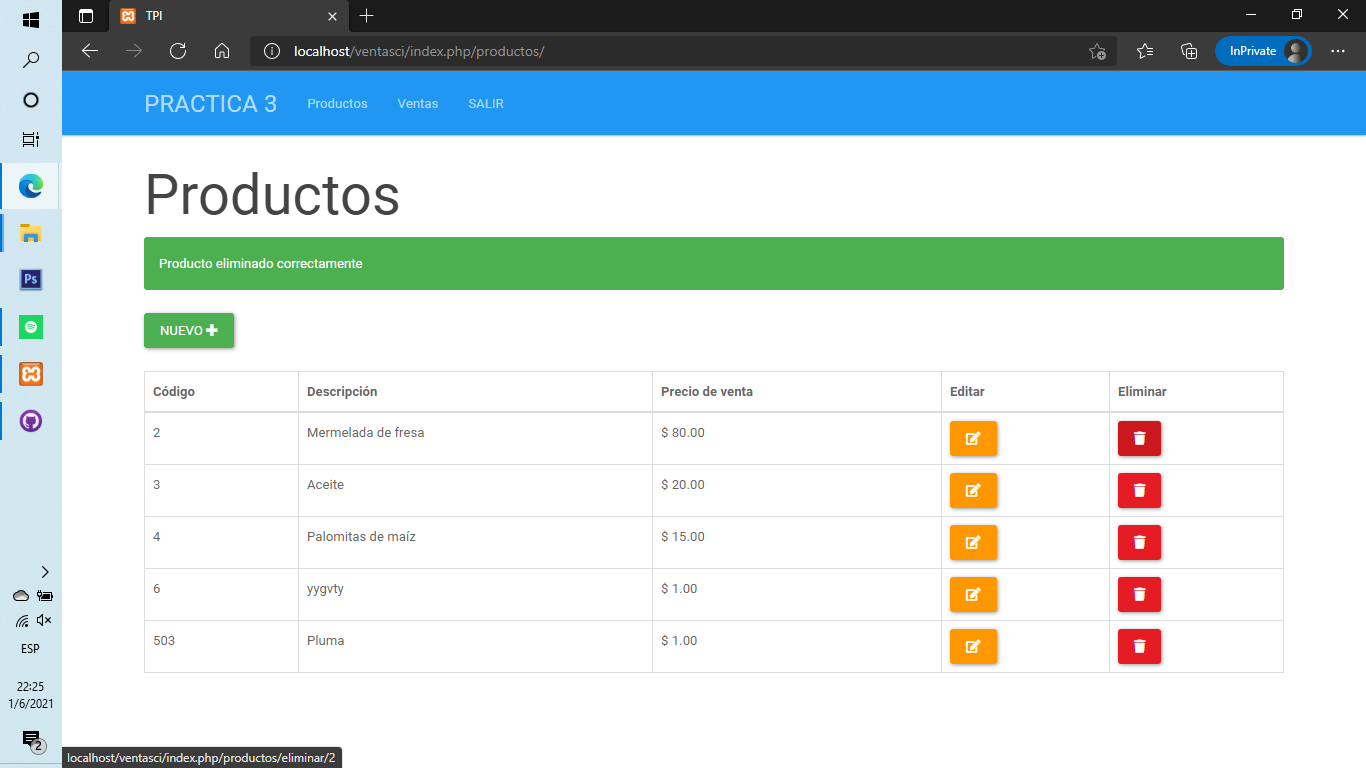 TPI
localhost/ventasci/index.php/productos/
InPrivate
PRACTICA 3 Productos Ventas SALIR
Productos
Producto eliminado correctamente
NUEVO
Código Descripción Precio de venta Editar Eliminar
2 Mermelada de fresa $ 80.00
3 Aceite $ 20.00
4 Palomitas de maíz $ 15.00
6 yygvty $ 1.00
503 Pluma $ 1.00
Ps
ESP
22:25
1/6/2021
2
localhost/ventasci/index.php/productos/eliminar/2